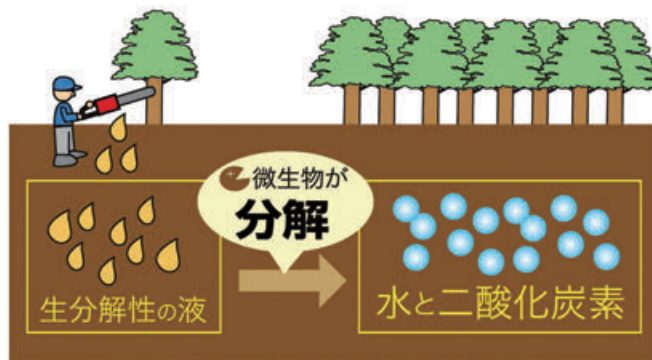 微生物が
分解
生分解性の液
水と二酸化炭素